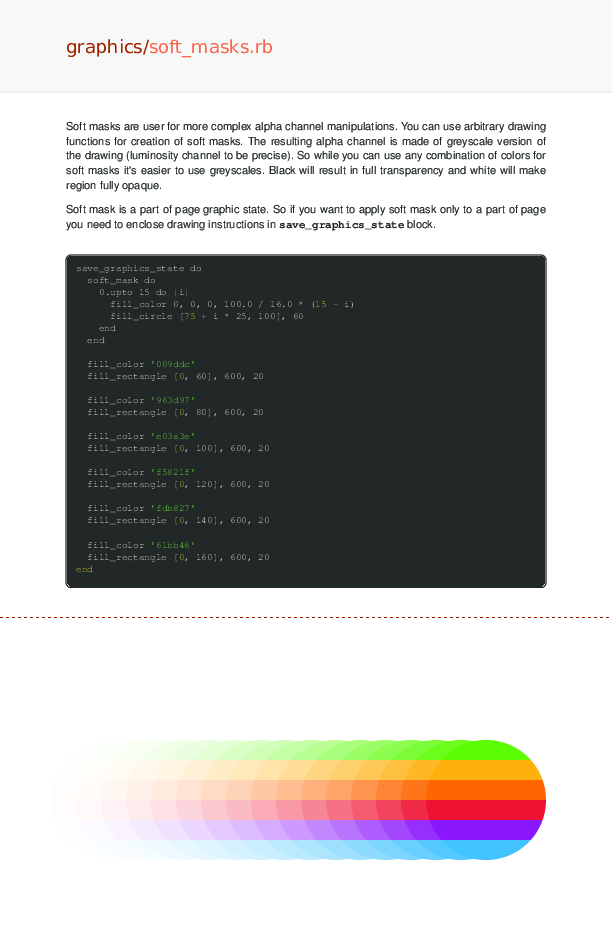 graphics/soft_masks.rb
Soft masks are user for more complex alpha channel manipulations. You can use arbitrary drawing
functions for creation of soft masks. The resulting alpha channel is made of greyscale version of
the drawing (luminosity channel to be precise). So while you can use any combination of colors for
soft masks it's easier to use greyscales. Black will result in full transparency and white will make
region fully opaque.
Soft mask is a part of page graphic state. So if you want to apply soft mask only to a part of page
you need to enclose drawing instructions in save_graphics_state block.
save_graphics_state do
soft_mask do
0.upto 15 do |i|
fill_color 0, 0, 0, 100.0 / 16.0 * (15 - i)
fill_circle [75 + i * 25, 100], 60
end
end
fill_color '009ddc'
fill_rectangle [0, 60], 600, 20
fill_color '963d97'
fill_rectangle [0, 80], 600, 20
fill_color 'e03a3e'
fill_rectangle [0, 100], 600, 20
fill_color 'f5821f'
fill_rectangle [0, 120], 600, 20
fill_color 'fdb827'
fill_rectangle [0, 140], 600, 20
fill_color '61bb46'
fill_rectangle [0, 160], 600, 20
end